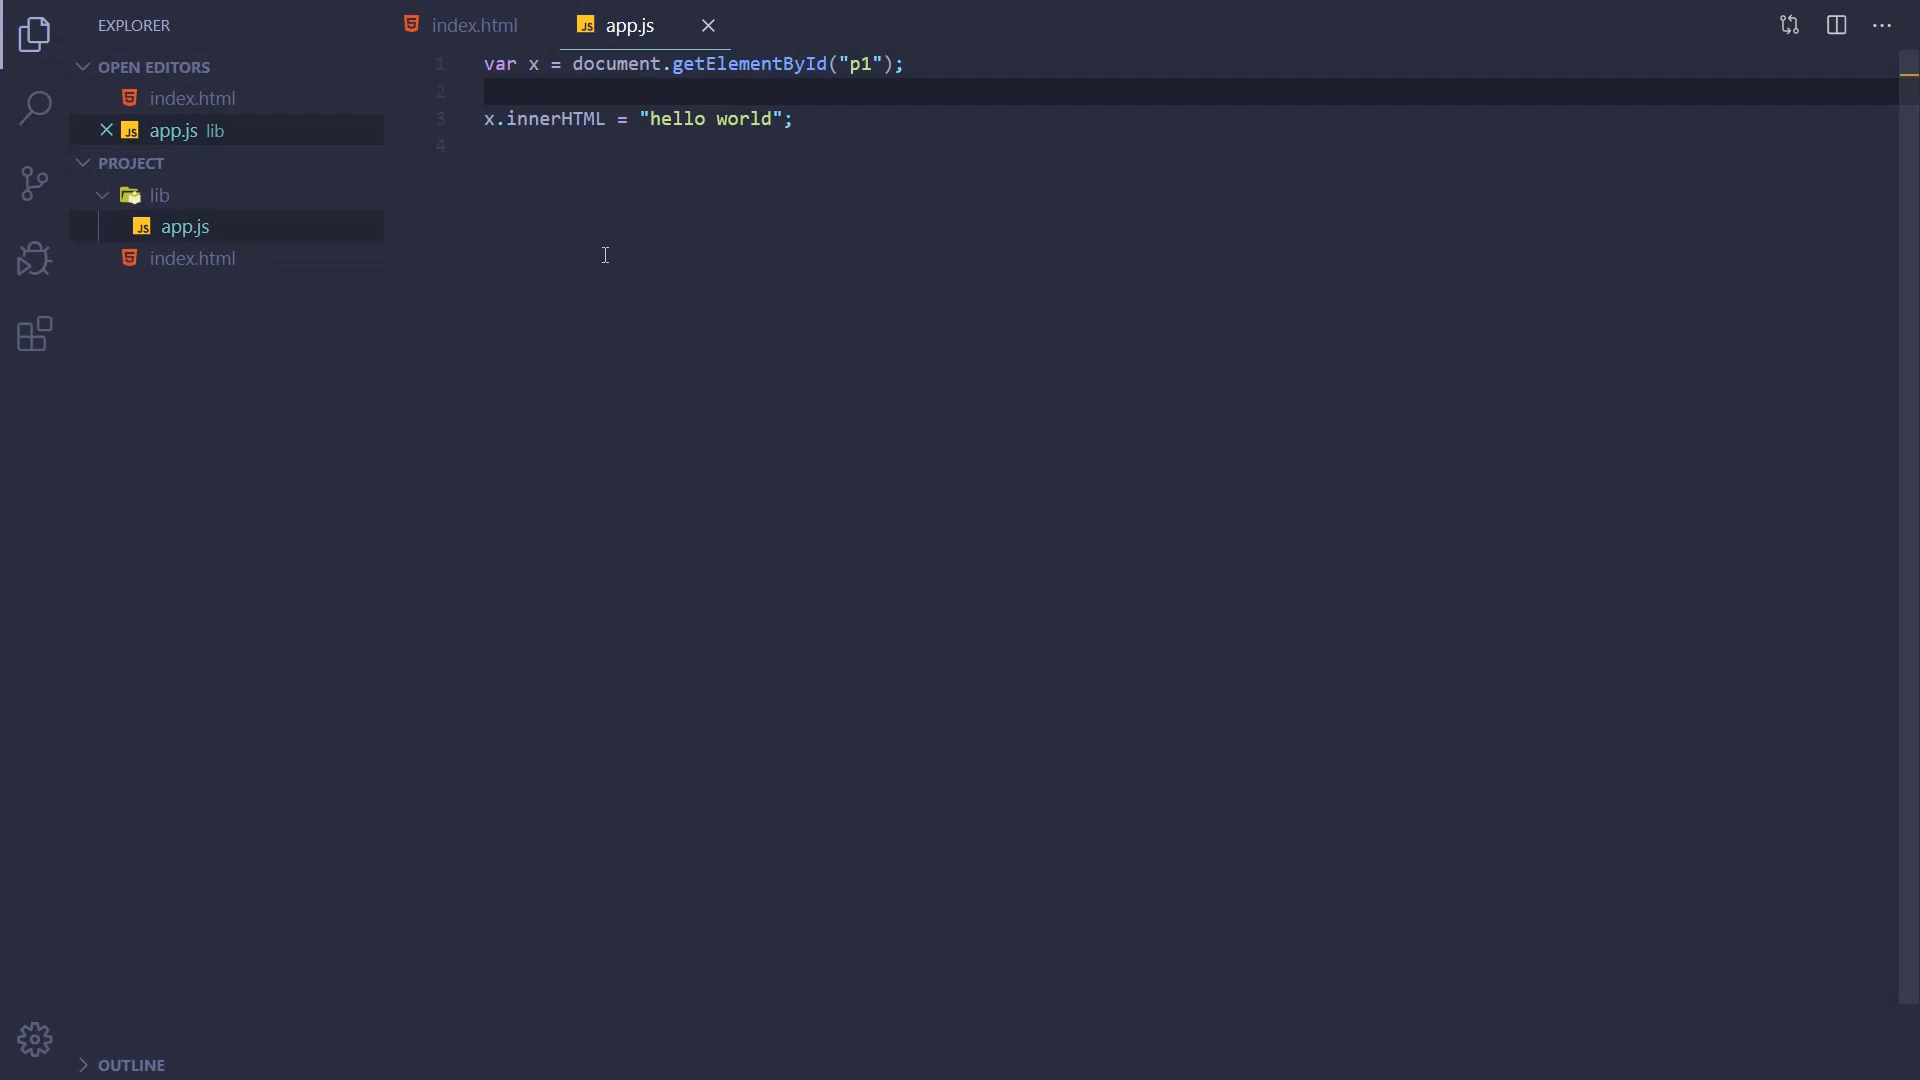 EXPLORER
OPEN EDITORS
index.html
app.js lib
PROJECT
lib
app.js
index.html
OUTLINE
index.html
app.js
1 var x = document.getElementById("p1");
2
3 x.innerHTML = "hello world";
4